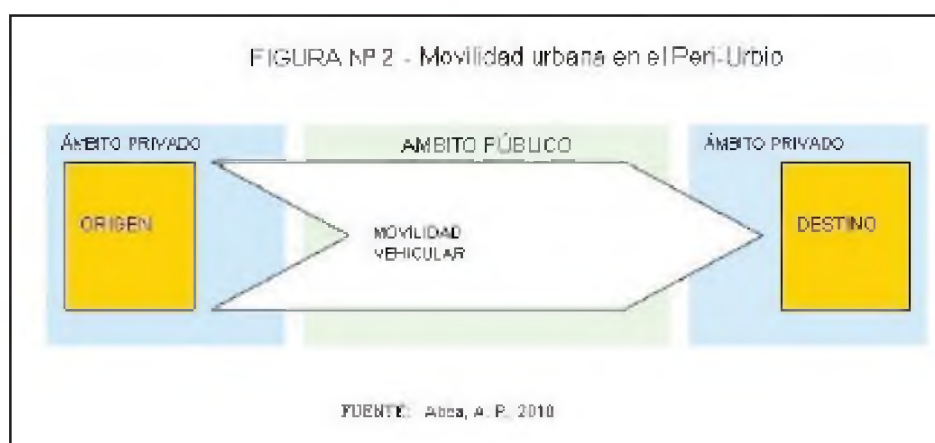 FIGURA Nº 2 - Movilidad urbana en el Peri-Urbio
ÁMBITO PRIVADO
AMBITO PÚBLICO
ÁMBITO PRIVADO
ORIGEN
MOVILIDAD
VEHICULAR
DESTINO
FUENTE: Abea, A. P. 2010